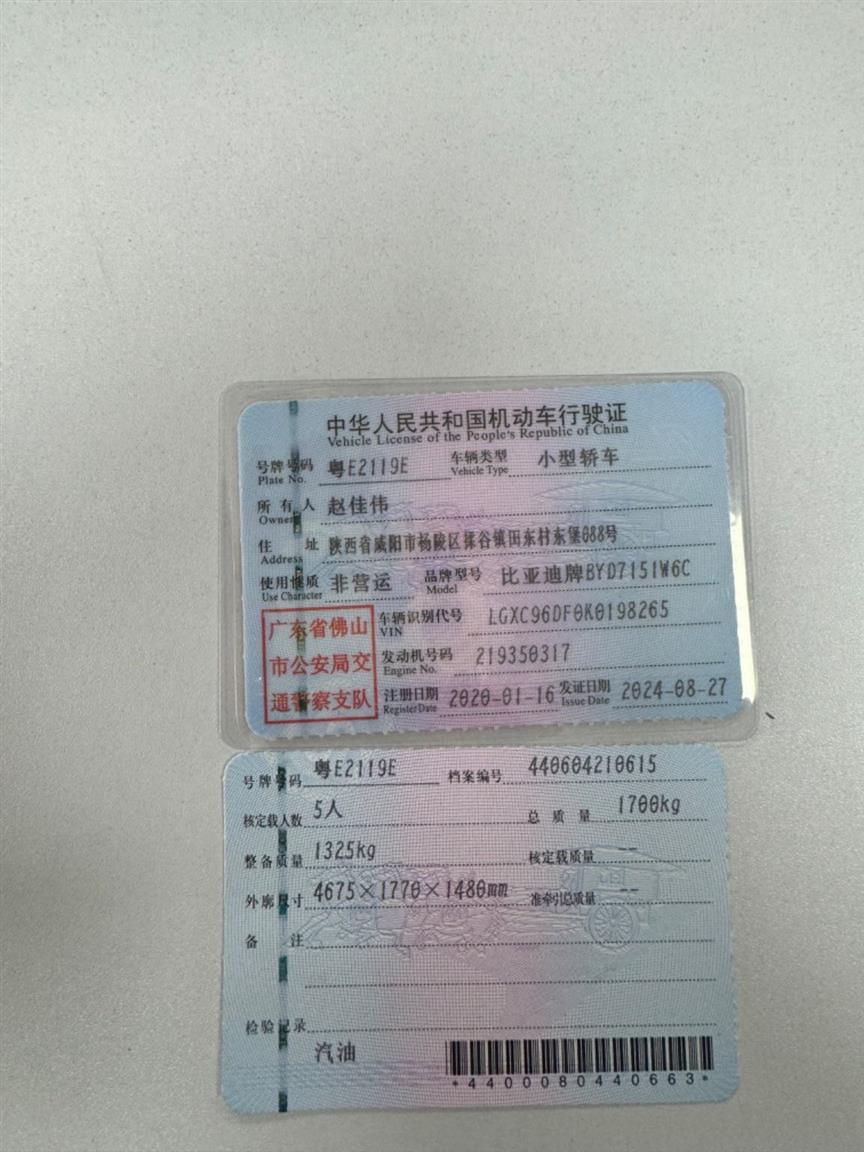 中华人民共和国机动车行驶证
Vehicle License of the People's Republic of China
号牌号码 粤E2119E 车辆类型 小型轿车
Plate No. Vehicle Type
所有人 赵佳伟
Owner
住址 陕西省咸阳市杨陵区揉谷镇田东村东堡088号
Address
使用性质 非营运 品牌型号 比亚迪牌BYD7151W6C
Use Character Model
广东省佛山
市公安局交
通警察支队
车辆识别代号 LGXC96DF0K0198265
VIN
发动机号码 219350317
Engine No.
注册日期 2020-01-16 发证日期 2024-08-27
Register Date Issue Date
号牌号码 粤E2119E 档案编号 440604210615
核定载人数 5人 总质量 1700kg
整备质量 1325kg 核定载质量 --
外廓尺寸 4675×1770×1480mm 准牵引总质量 --
备注
检验记录
汽油
*4400080440663*